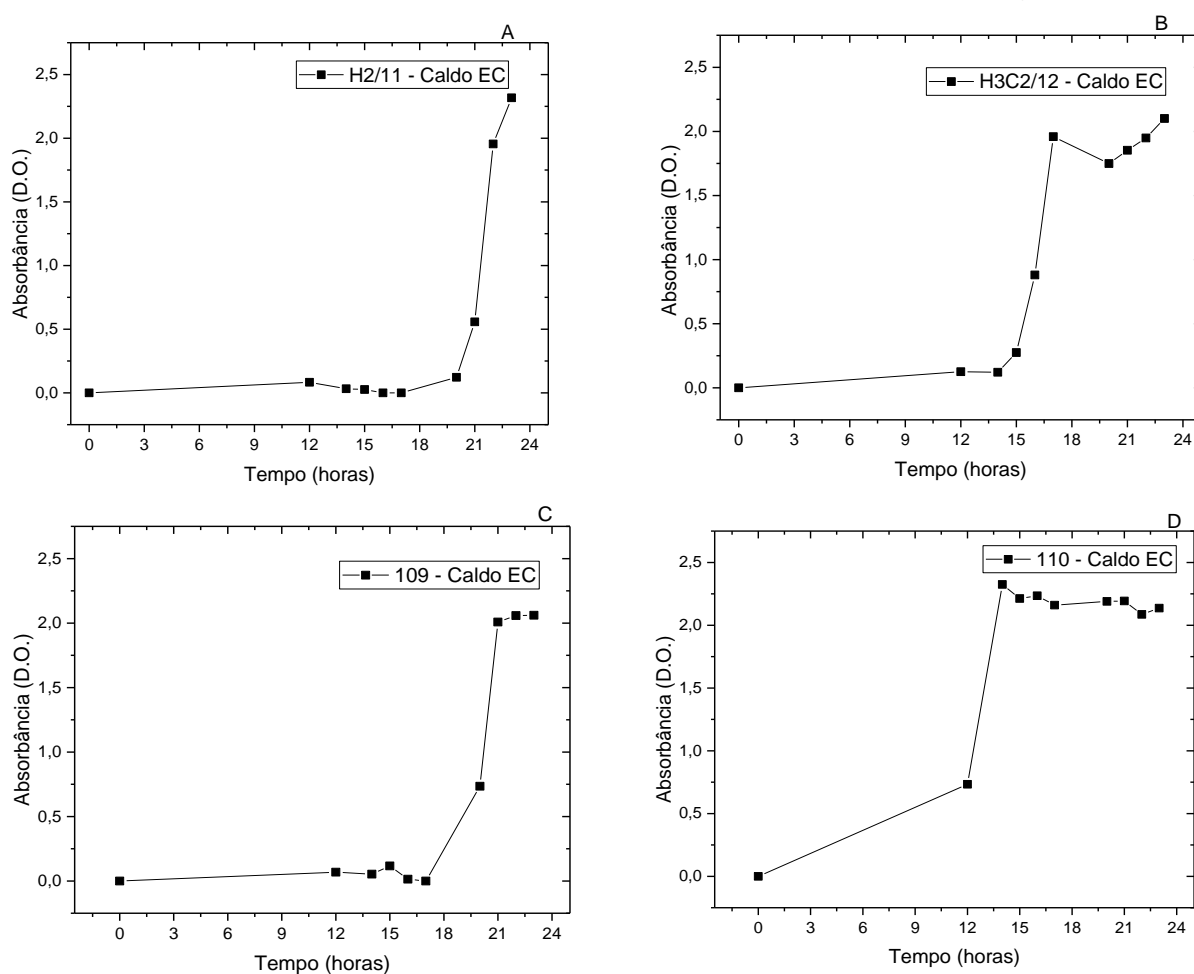 A
H2/11 - Caldo EC
2,5
2,0
1,5
1,0
0,5
0,0
Absorbância (D.O.)
0 3 6 9 12 15 18 21 24
Tempo (horas)
B
H3C2/12 - Caldo EC
2,5
2,0
1,5
1,0
0,5
0,0
Absorbância (D.O.)
0 3 6 9 12 15 18 21 24
Tempo (horas)
C
109 - Caldo EC
2,5
2,0
1,5
1,0
0,5
0,0
Absorbância (D.O.)
0 3 6 9 12 15 18 21 24
Tempo (horas)
D
110 - Caldo EC
2,5
2,0
1,5
1,0
0,5
0,0
Absorbância (D.O.)
0 3 6 9 12 15 18 21 24
Tempo (horas)